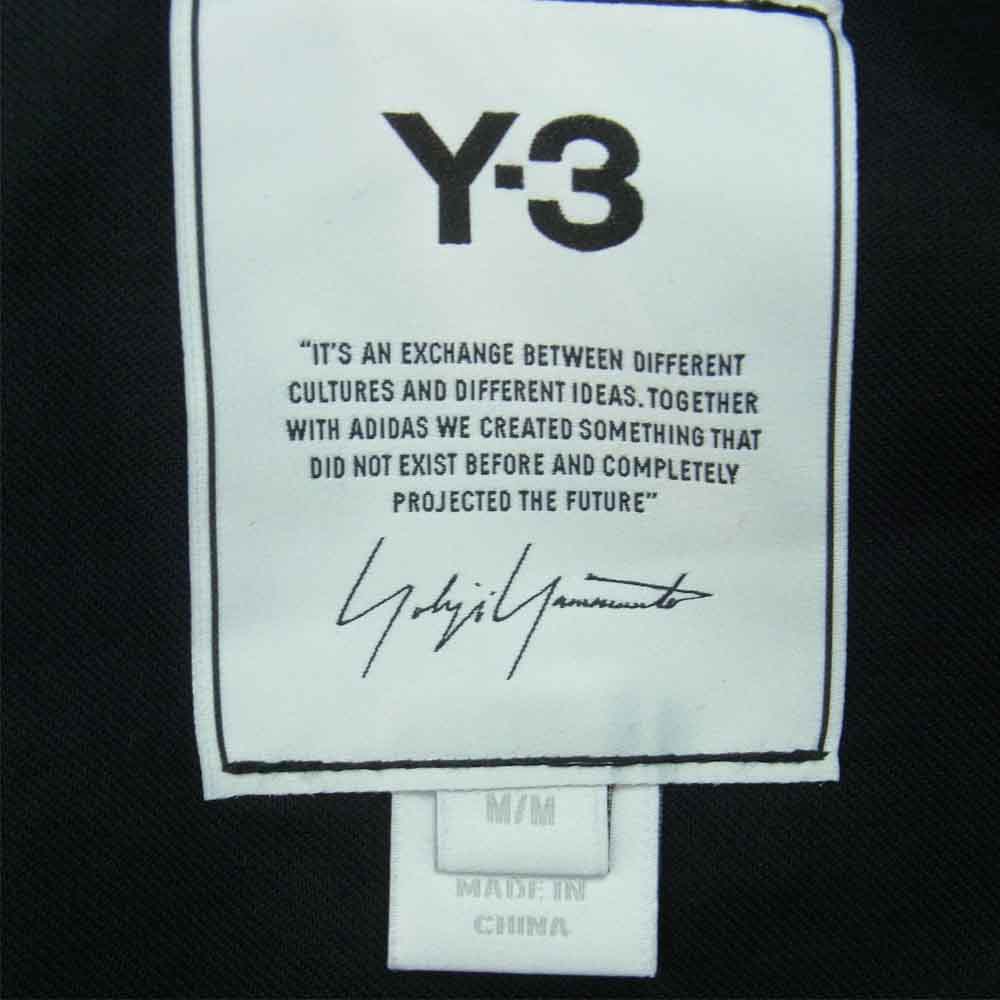 Y-3
“IT’S AN EXCHANGE BETWEEN DIFFERENT
CULTURES AND DIFFERENT IDEAS. TOGETHER
WITH ADIDAS WE CREATED SOMETHING THAT
DID NOT EXIST BEFORE AND COMPLETELY
PROJECTED THE FUTURE”
Yohji Yamamoto
M/M
MADE IN
CHINA